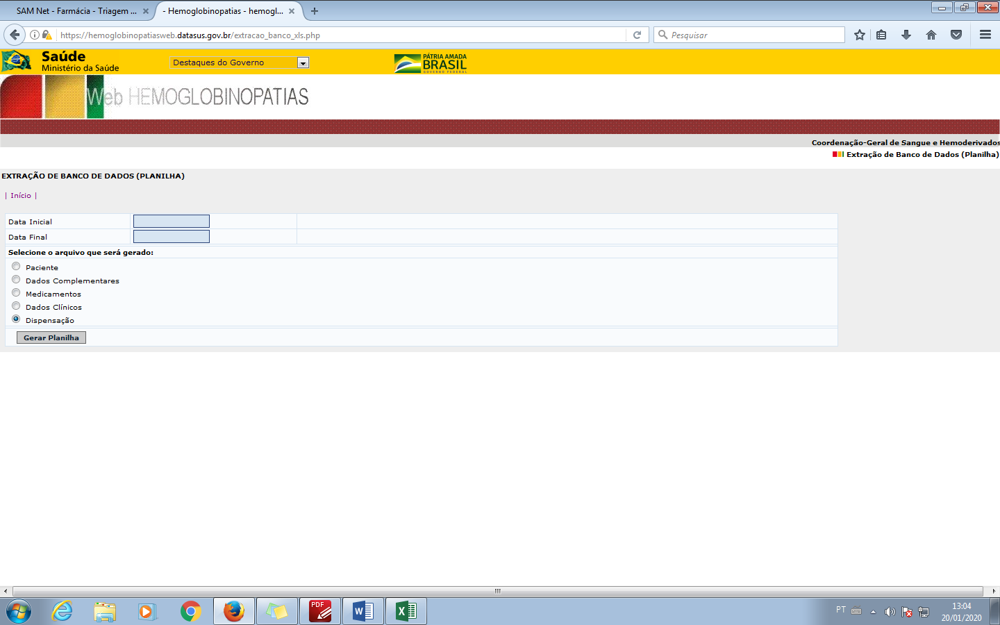 SAM Net - Farmácia - Triagem ...
- Hemoglobinopatias - hemogl...
https://hemoglobinopatiasweb.datasus.gov.br/extracao_banco_xls.php
Pesquisar
Saúde
Ministério da Saúde
Destaques do Governo
PÁTRIA AMADA
BRASIL
GOVERNO FEDERAL
Web HEMOGLOBINOPATIAS
Coordenação-Geral de Sangue e Hemoderivados
Extração de Banco de Dados (Planilha)
EXTRAÇÃO DE BANCO DE DADOS (PLANILHA)
| Início |
Data Inicial
Data Final
Selecione o arquivo que será gerado:
Paciente
Dados Complementares
Medicamentos
Dados Clínicos
Dispensação
Gerar Planilha
PDF
PT
13:04
20/01/2020